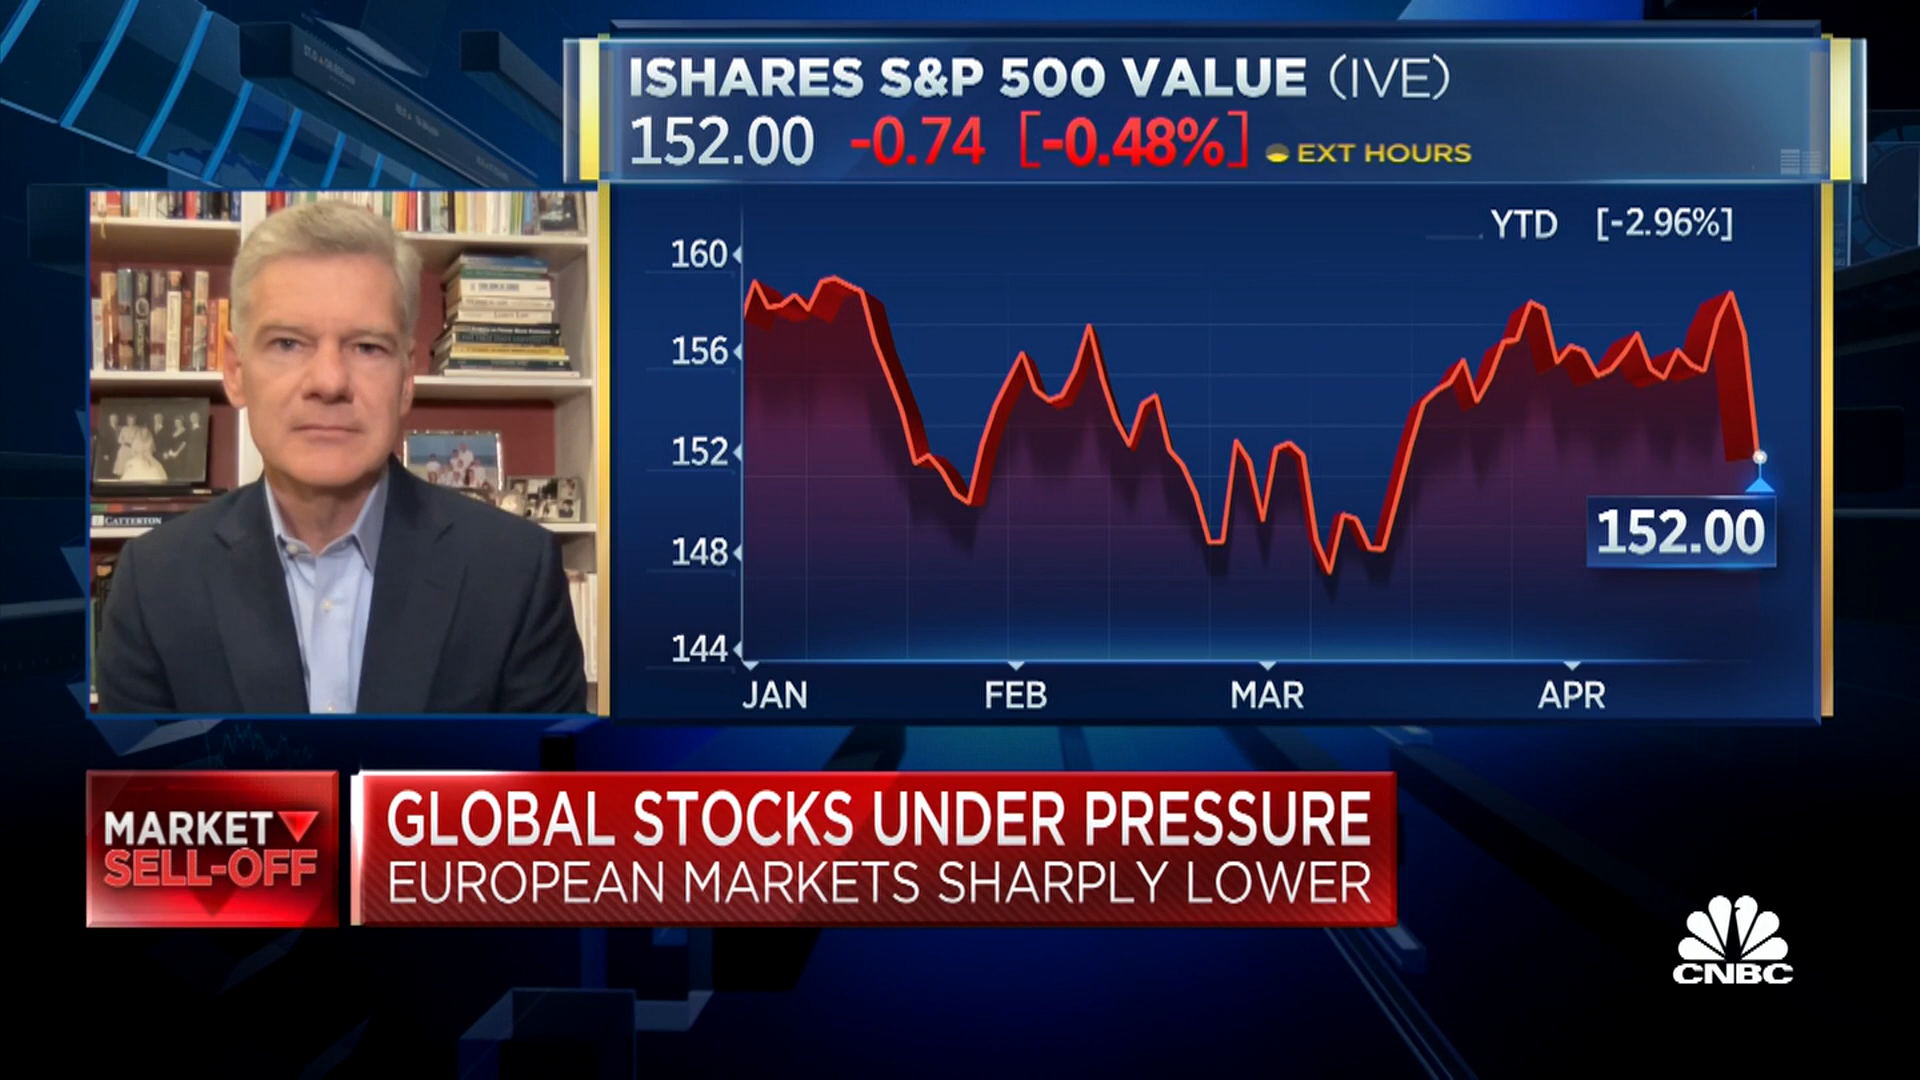 ISHARES S&P 500 VALUE (IVE)
152.00 -0.74 [-0.48%] EXT HOURS
YTD [-2.96%]
160
156
152
148
144
152.00
JAN FEB MAR APR
CATTERTON
MARKET
SELL-OFF
GLOBAL STOCKS UNDER PRESSURE
EUROPEAN MARKETS SHARPLY LOWER
CNBC